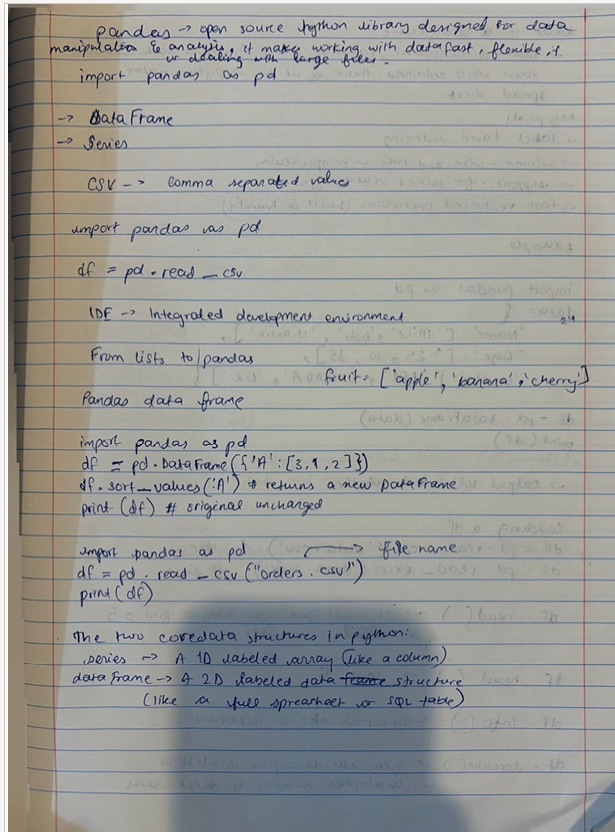 pandas → open source Python library designed for data
manipulation & analysis, it makes working with data fast, flexible,
or dealing with large files.
import pandas as pd
→ DataFrame
→ Series
CSV → Comma separated values
import pandas as pd
df = pd.read_csv
IDE → Integrated development environment
From lists to pandas
fruit = ['apple', 'banana', 'cherry']
Pandas data frame
import pandas as pd
df = pd.DataFrame({'A':[3,1,2]})
df.sort_values('A') # returns a new DataFrame
print(df) # original unchanged
import pandas as pd → file name
df = pd.read_csv("orders.csv")
print(df)
The two coredata structures in python:
series → A 1D labeled array (like a column)
data frame → A 2D labeled data structure
(like a full spreasheet or SQL table)